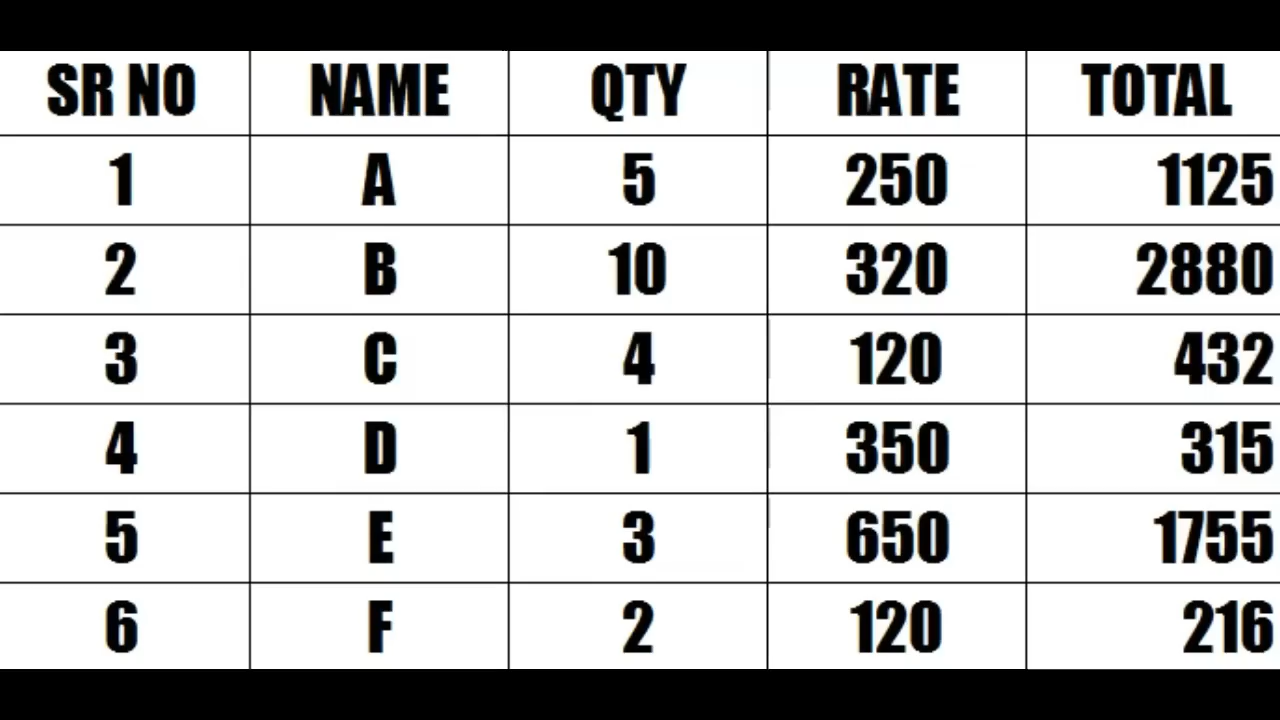 SR NO NAME QTY RATE TOTAL
1 A 5 250 1125
2 B 10 320 2880
3 C 4 120 432
4 D 1 350 315
5 E 3 650 1755
6 F 2 120 216